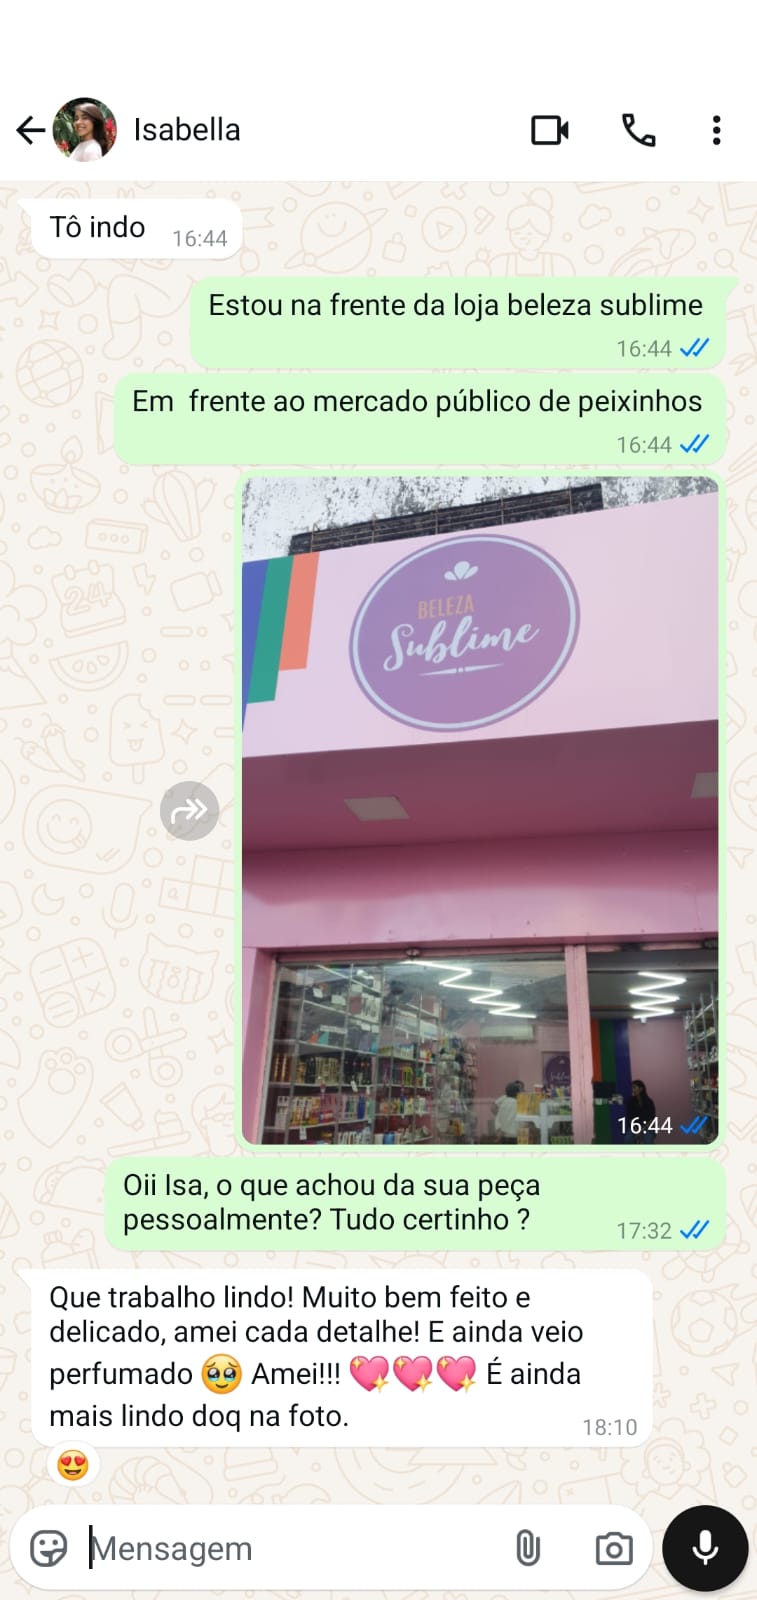 Isabella
Tô indo
16:44
Estou na frente da loja beleza sublime
16:44
Em frente ao mercado público de peixinhos
16:44
BELEZA
Sublime
16:44
Oii Isa, o que achou da sua peça
pessoalmente? Tudo certinho ?
17:32
Que trabalho lindo! Muito bem feito e
delicado, amei cada detalhe! E ainda veio
perfumado 🥹 Amei!!! 💖💖💖 É ainda
mais lindo doq na foto.
18:10
😍
Mensagem